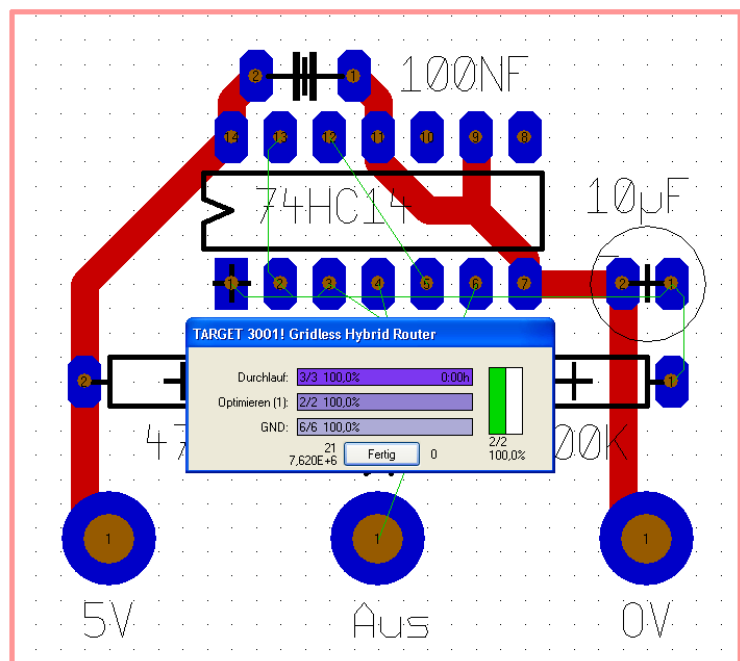 100NF
2 1
14 13 12 11 10 9 8
74HC14
10µF
1 2 3 4 5 6 7 2 1
TARGET 3001! Gridless Hybrid Router
Durchlauf: 3/3 100,0% 0:00h
Optimieren (1): 2/2 100,0%
GND: 6/6 100,0%
21
7,620E+6 Fertig 0
2/2
100,0%
2 1
47 00K
1 1 1
5V Aus 0V